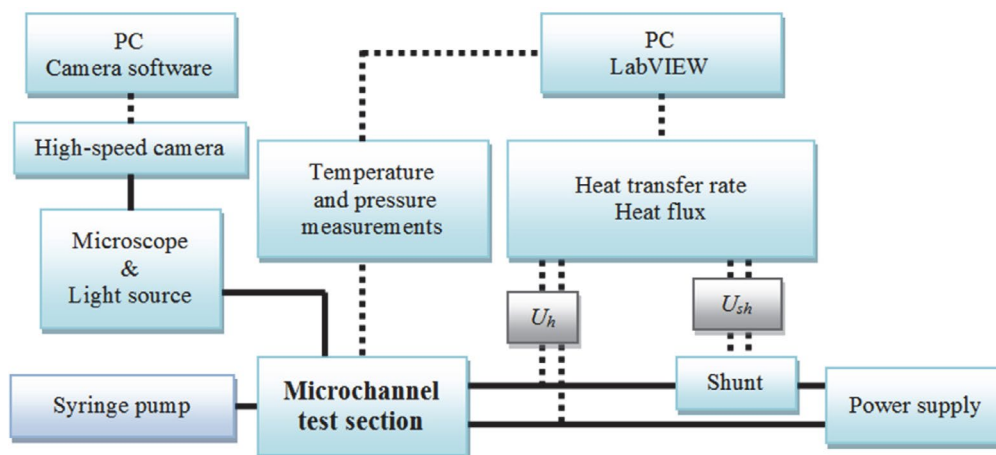 PC
Camera software
PC
LabVIEW
High-speed camera
Temperature
and pressure
measurements
Heat transfer rate
Heat flux
Microscope
&
Light source
Uh
Ush
Syringe pump
Microchannel
test section
Shunt
Power supply